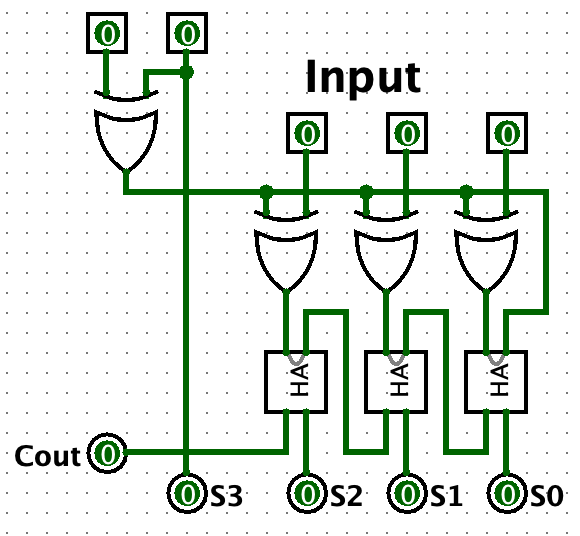 0 0
Input
0 0 0
HA HA HA
Cout 0
0 S3 0 S2 0 S1 0 S0